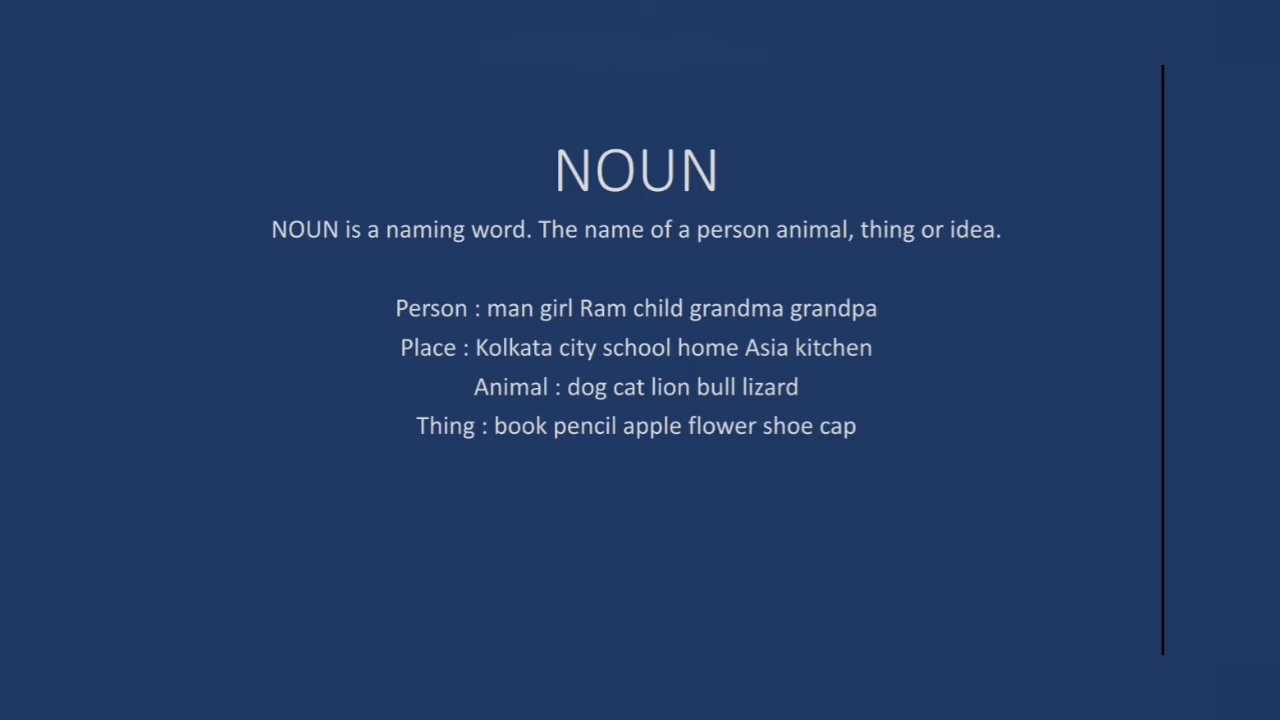 NOUN
NOUN is a naming word. The name of a person animal, thing or idea.
Person : man girl Ram child grandma grandpa
Place : Kolkata city school home Asia kitchen
Animal : dog cat lion bull lizard
Thing : book pencil apple flower shoe cap